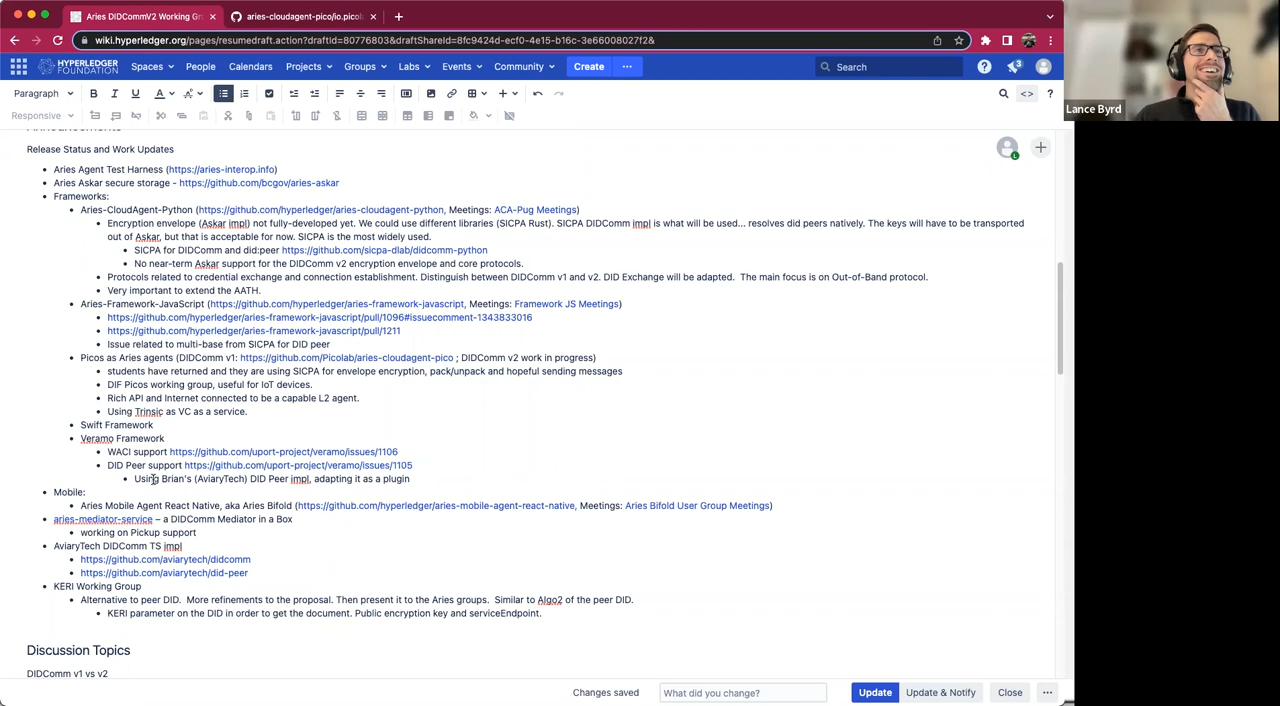 Aries DIDCommV2 Working Gr
aries-cloudagent-pico/io.picol
wiki.hyperledger.org/pages/resumedraft.action?draftId=80776803&draftShareId=8fc9424d-ecf0-4e15-b16c-3e66008027f2&
HYPERLEDGER FOUNDATION Spaces People Calendars Projects Groups Labs Events Community Create ... Search 3
Paragraph B I U A
Responsive
Lance Byrd
Announcements
Release Status and Work Updates
Aries Agent Test Harness (https://aries-interop.info)
Aries Askar secure storage - https://github.com/bcgov/aries-askar
Frameworks:
Aries-CloudAgent-Python (https://github.com/hyperledger/aries-cloudagent-python, Meetings: ACA-Pug Meetings)
Encryption envelope (Askar impl) not fully-developed yet. We could use different libraries (SICPA Rust). SICPA DIDComm impl is what will be used... resolves did peers natively. The keys will have to be transported
out of Askar, but that is acceptable for now. SICPA is the most widely used.
SICPA for DIDComm and did:peer https://github.com/sicpa-dlab/didcomm-python
No near-term Askar support for the DIDComm v2 encryption envelope and core protocols.
Protocols related to credential exchange and connection establishment. Distinguish between DIDComm v1 and v2. DID Exchange will be adapted. The main focus is on Out-of-Band protocol.
Very important to extend the AATH.
Aries-Framework-JavaScript (https://github.com/hyperledger/aries-framework-javascript, Meetings: Framework JS Meetings)
https://github.com/hyperledger/aries-framework-javascript/pull/1096#issuecomment-1343833016
https://github.com/hyperledger/aries-framework-javascript/pull/1211
Issue related to multi-base from SICPA for DID peer
Picos as Aries agents (DIDComm v1: https://github.com/Picolab/aries-cloudagent-pico ; DIDComm v2 work in progress)
students have returned and they are using SICPA for envelope encryption, pack/unpack and hopeful sending messages
DIF Picos working group, useful for IoT devices.
Rich API and Internet connected to be a capable L2 agent.
Using Trinsic as VC as a service.
Swift Framework
Veramo Framework
WACI support https://github.com/uport-project/veramo/issues/1106
DID Peer support https://github.com/uport-project/veramo/issues/1105
Using Brian's (AviaryTech) DID Peer impl, adapting it as a plugin
Mobile:
Aries Mobile Agent React Native, aka Aries Bifold (https://github.com/hyperledger/aries-mobile-agent-react-native, Meetings: Aries Bifold User Group Meetings)
aries-mediator-service – a DIDComm Mediator in a Box
working on Pickup support
AviaryTech DIDComm TS impl
https://github.com/aviarytech/didcomm
https://github.com/aviarytech/did-peer
KERI Working Group
Alternative to peer DID. More refinements to the proposal. Then present it to the Aries groups. Similar to Algo2 of the peer DID.
KERI parameter on the DID in order to get the document. Public encryption key and serviceEndpoint.
Discussion Topics
DIDComm v1 vs v2
Changes saved What did you change? Update Update & Notify Close ...